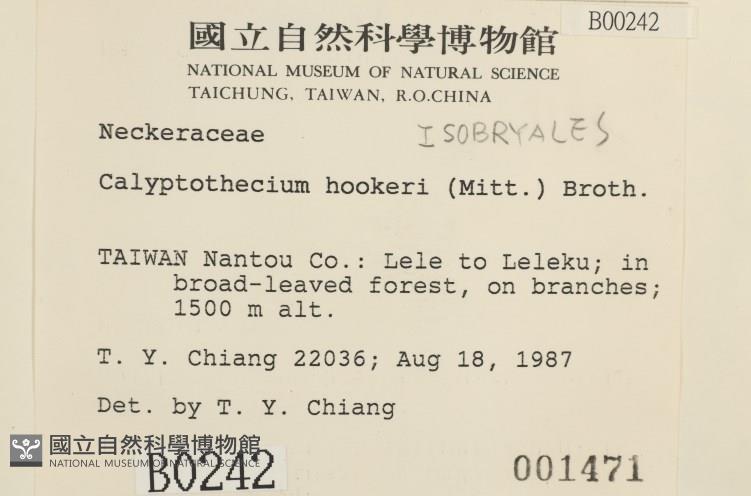 B00242
國立自然科學博物館
NATIONAL MUSEUM OF NATURAL SCIENCE
TAICHUNG, TAIWAN, R.O.CHINA
Neckeraceae
ISOBRYALES
Calyptothecium hookeri (Mitt.) Broth.
TAIWAN Nantou Co.: Lele to Leleku; in
broad-leaved forest, on branches;
1500 m alt.
T. Y. Chiang 22036; Aug 18, 1987
Det. by T. Y. Chiang
國立自然科學博物館
NATIONAL MUSEUM OF NATURAL SCIENCE
B0242
001471